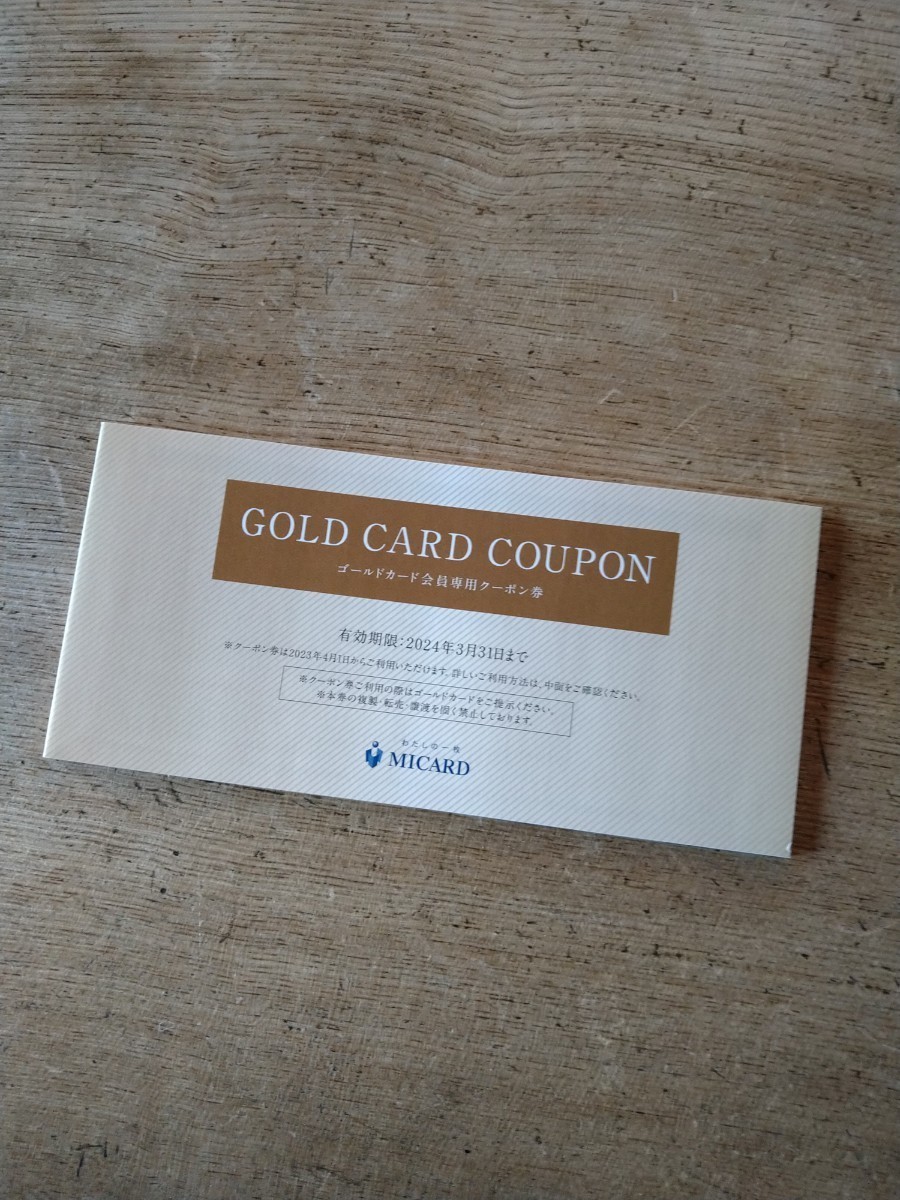 GOLD CARD COUPON
ゴールドカード会員専用クーポン券
有効期限：2024年3月31日まで
※クーポン券は2023年4月1日からご利用いただけます。詳しいご利用方法は、中面をご確認ください。
※クーポン券ご利用の際はゴールドカードをご提示ください。
※本券の複製・転売・譲渡を固く禁止しております。
わたしの一枚
MICARD